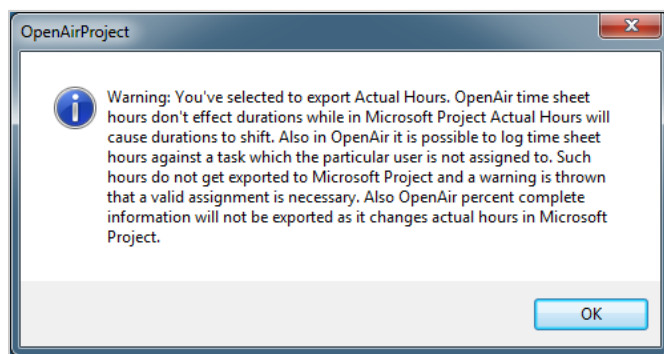 OpenAirProject
Warning: You've selected to export Actual Hours. OpenAir time sheet
hours don't effect durations while in Microsoft Project Actual Hours will
cause durations to shift. Also in OpenAir it is possible to log time sheet
hours against a task which the particular user is not assigned to. Such
hours do not get exported to Microsoft Project and a warning is thrown
that a valid assignment is necessary. Also OpenAir percent complete
information will not be exported as it changes actual hours in Microsoft
Project.
OK